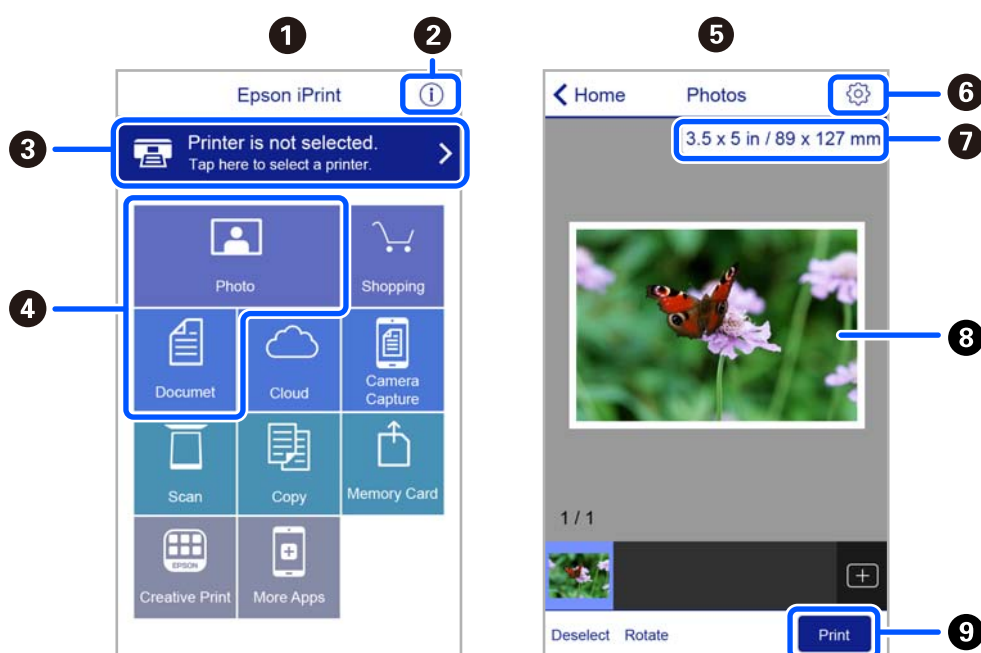 1
2
5
Epson iPrint
i
Home
Photos
6
3
Printer is not selected.
Tap here to select a printer.
3.5 x 5 in / 89 x 127 mm
7
4
Photo
Shopping
8
Documet
Cloud
Camera
Capture
Scan
Copy
Memory Card
1 / 1
EPSON
Creative Print
More Apps
Deselect
Rotate
Print
9